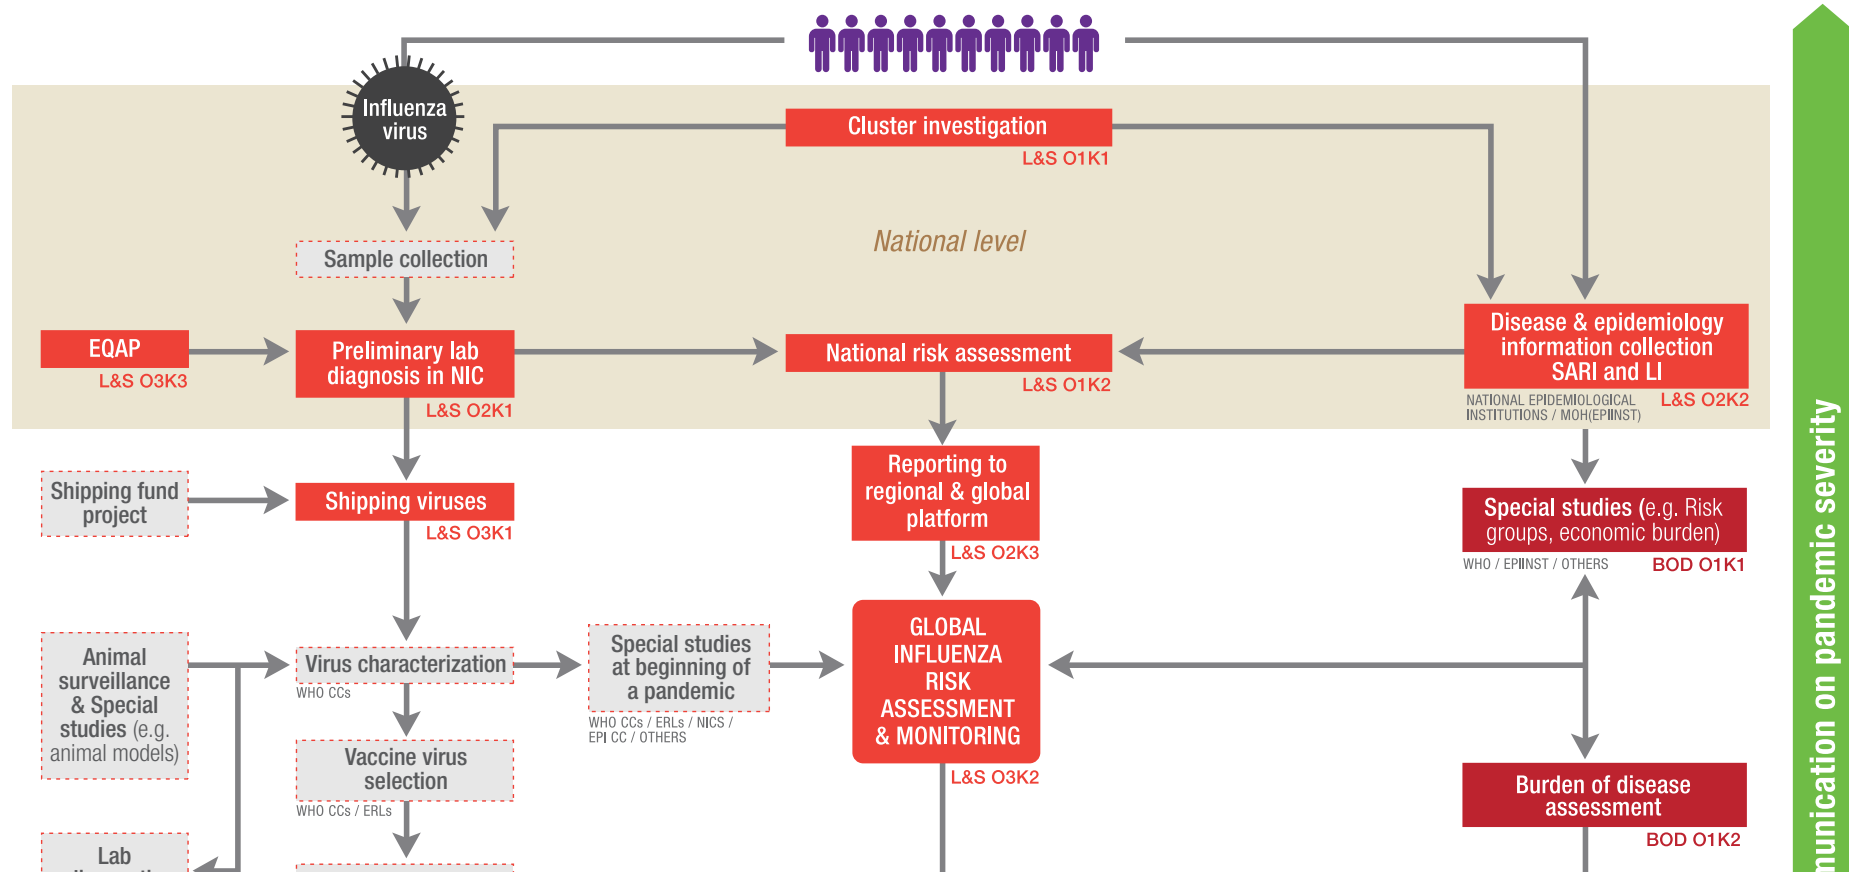 Influenza
virus
Cluster investigation
L&S O1K1
National level
Sample collection
EQAP
L&S O3K3
Preliminary lab
diagnosis in NIC
L&S O2K1
National risk assessment
L&S O1K2
Disease & epidemiology
information collection
SARI and LI
NATIONAL EPIDEMIOLOGICAL
INSTITUTIONS / MOH(EPIINST)
L&S O2K2
Shipping fund
project
Shipping viruses
L&S O3K1
Reporting to
regional & global
platform
L&S O2K3
Special studies (e.g. Risk
groups, economic burden)
WHO / EPIINST / OTHERS
BOD O1K1
Animal
surveillance
& Special
studies (e.g.
animal models)
Virus characterization
WHO CCs
Special studies
at beginning of
a pandemic
WHO CCs / ERLs / NICS /
EPI CC / OTHERS
GLOBAL
INFLUENZA
RISK
ASSESSMENT
& MONITORING
L&S O3K2
Vaccine virus
selection
WHO CCs / ERLs
Burden of disease
assessment
BOD O1K2
Lab
on pandemic severity